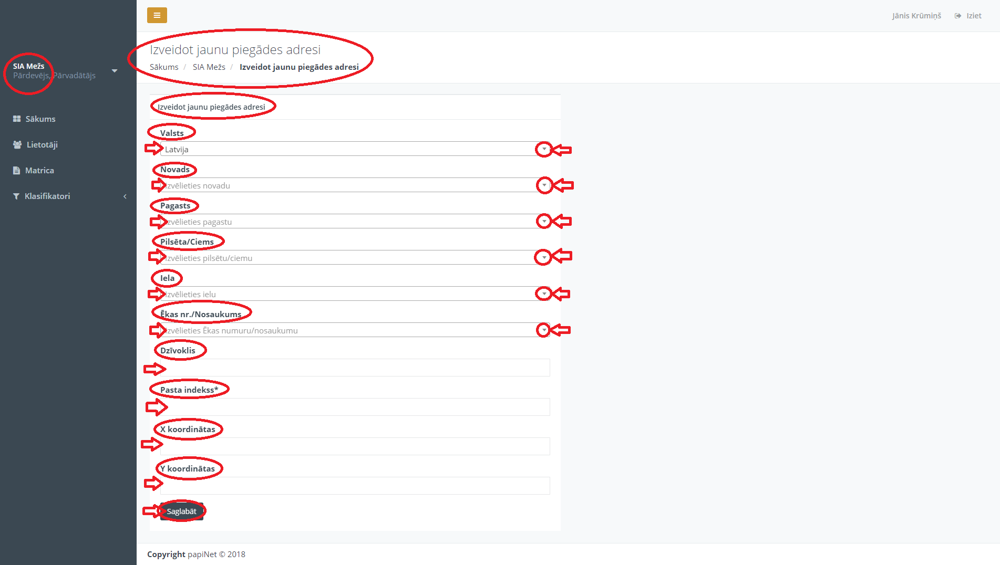 Jānis Krūmiņš
Iziet
SIA Mežs
Pārdevējs, Pārvadātājs
Sākums
Lietotāji
Matrica
Klasifikatori
Izveidot jaunu piegādes adresi
Sākums / SIA Mežs / Izveidot jaunu piegādes adresi
Izveidot jaunu piegādes adresi
Valsts
Latvija
Novads
Izvēlieties novadu
Pagasts
Izvēlieties pagastu
Pilsēta/Ciems
Izvēlieties pilsētu/ciemu
Iela
Izvēlieties ielu
Ēkas nr./Nosaukums
Izvēlieties Ēkas numuru/nosaukumu
Dzīvoklis
Pasta indekss*
X koordinātas
Y koordinātas
Saglabāt
Copyright papiNet © 2018